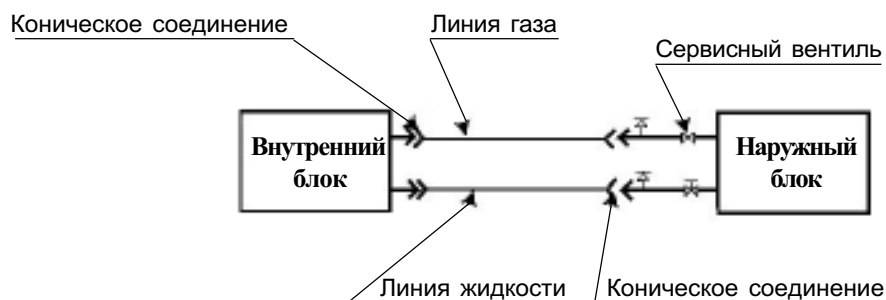 Коническое соединение
Линия газа
Сервисный вентиль
Внутренний
блок
Наружный
блок
Линия жидкости
Коническое соединение